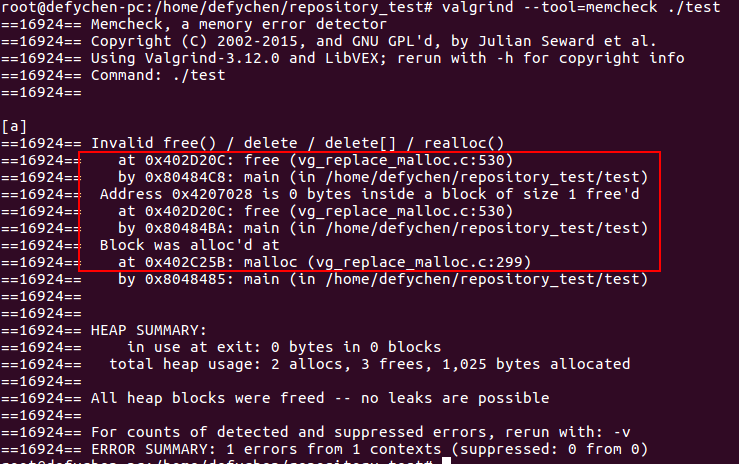 root@defychen-pc:/home/defychen/repository_test# valgrind --tool=memcheck ./test
==16924== Memcheck, a memory error detector
==16924== Copyright (C) 2002-2015, and GNU GPL'd, by Julian Seward et al.
==16924== Using Valgrind-3.12.0 and LibVEX; rerun with -h for copyright info
==16924== Command: ./test
==16924==
[a]
==16924== Invalid free() / delete / delete[] / realloc()
==16924==    at 0x402D20C: free (vg_replace_malloc.c:530)
==16924==    by 0x80484C8: main (in /home/defychen/repository_test/test)
==16924==  Address 0x4207028 is 0 bytes inside a block of size 1 free'd
==16924==    at 0x402D20C: free (vg_replace_malloc.c:530)
==16924==    by 0x80484BA: main (in /home/defychen/repository_test/test)
==16924==  Block was alloc'd at
==16924==    at 0x402C25B: malloc (vg_replace_malloc.c:299)
==16924==    by 0x8048485: main (in /home/defychen/repository_test/test)
==16924==
==16924==
==16924== HEAP SUMMARY:
==16924==     in use at exit: 0 bytes in 0 blocks
==16924==   total heap usage: 2 allocs, 3 frees, 1,025 bytes allocated
==16924==
==16924== All heap blocks were freed -- no leaks are possible
==16924==
==16924== For counts of detected and suppressed errors, rerun with: -v
==16924== ERROR SUMMARY: 1 errors from 1 contexts (suppressed: 0 from 0)
root@defychen-pc:/home/defychen/repository_test#